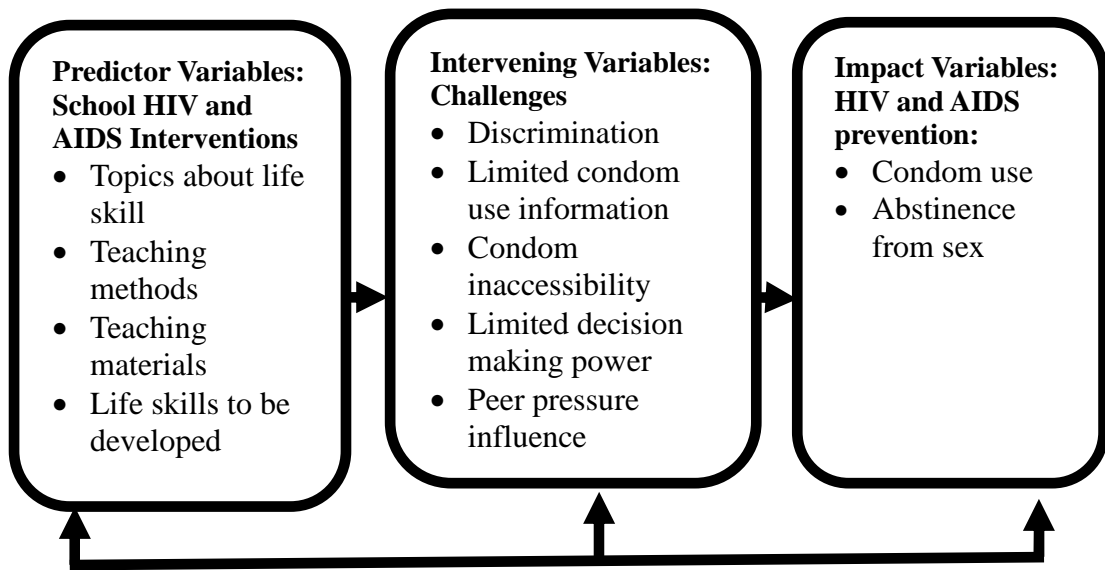 Predictor Variables:
School HIV and
AIDS Interventions
• Topics about life
skill
• Teaching
methods
• Teaching
materials
• Life skills to be
developed
Intervening Variables:
Challenges
• Discrimination
• Limited condom
use information
• Condom
inaccessibility
• Limited decision
making power
• Peer pressure
influence
Impact Variables:
HIV and AIDS
prevention:
• Condom use
• Abstinence
from sex